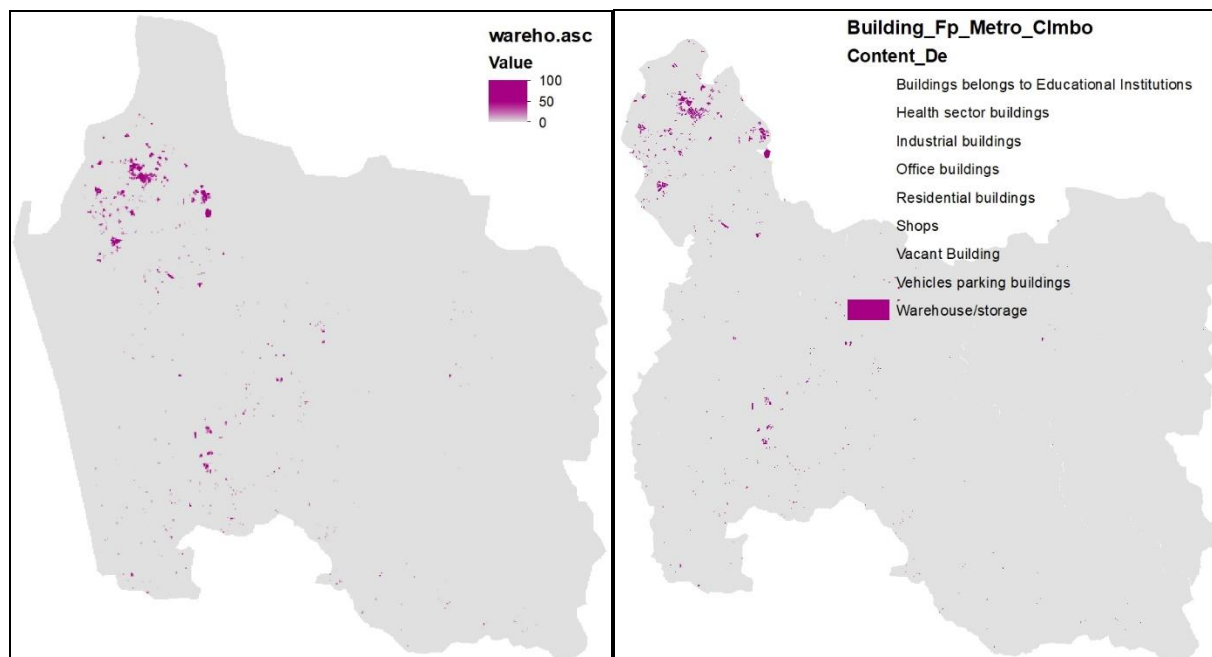 wareho.asc
Value
100
50
0
Building_Fp_Metro_Clmbo
Content_De
Buildings belongs to Educational Institutions
Health sector buildings
Industrial buildings
Office buildings
Residential buildings
Shops
Vacant Building
Vehicles parking buildings
Warehouse/storage